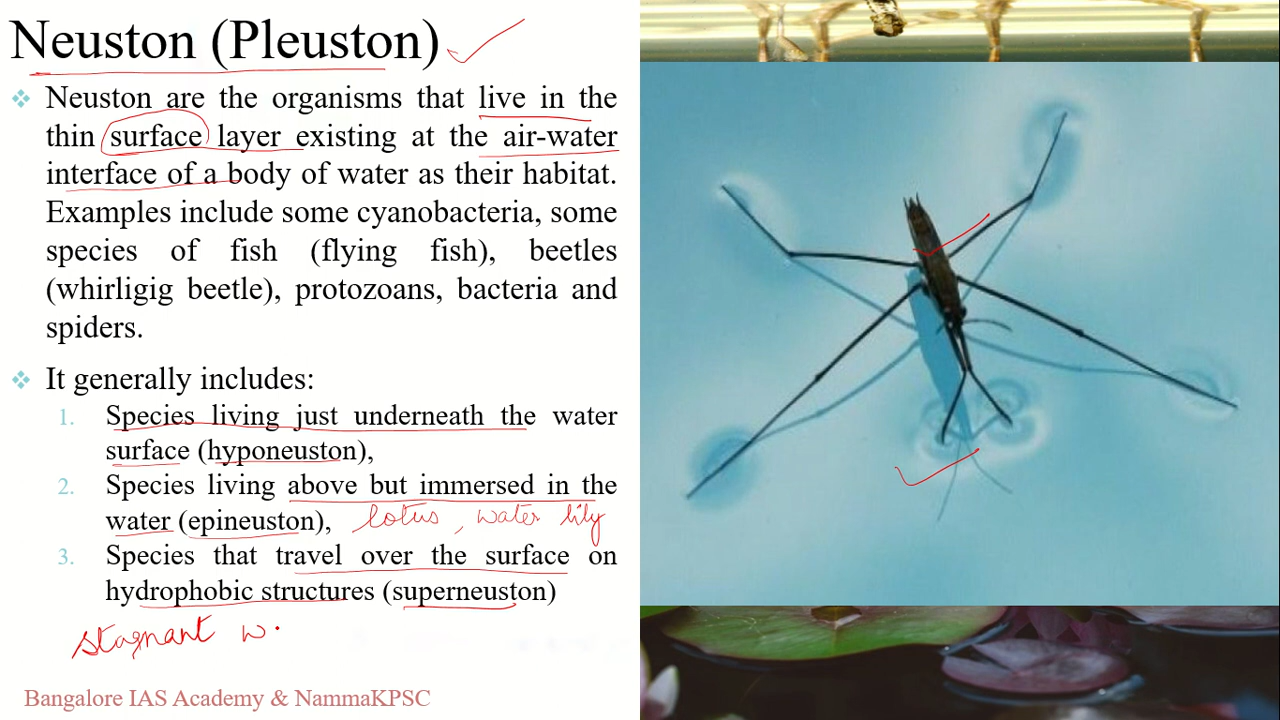 Neuston (Pleuston)
Neuston are the organisms that live in the
thin surface layer existing at the air-water
interface of a body of water as their habitat.
Examples include some cyanobacteria, some
species of fish (flying fish), beetles
(whirligig beetle), protozoans, bacteria and
spiders.
It generally includes:
1. Species living just underneath the water
surface (hyponeuston),
2. Species living above but immersed in the
water (epineuston), lotus, water lily
3. Species that travel over the surface on
hydrophobic structures (superneuston)
stagnant w.
Bangalore IAS Academy & NammaKPSC